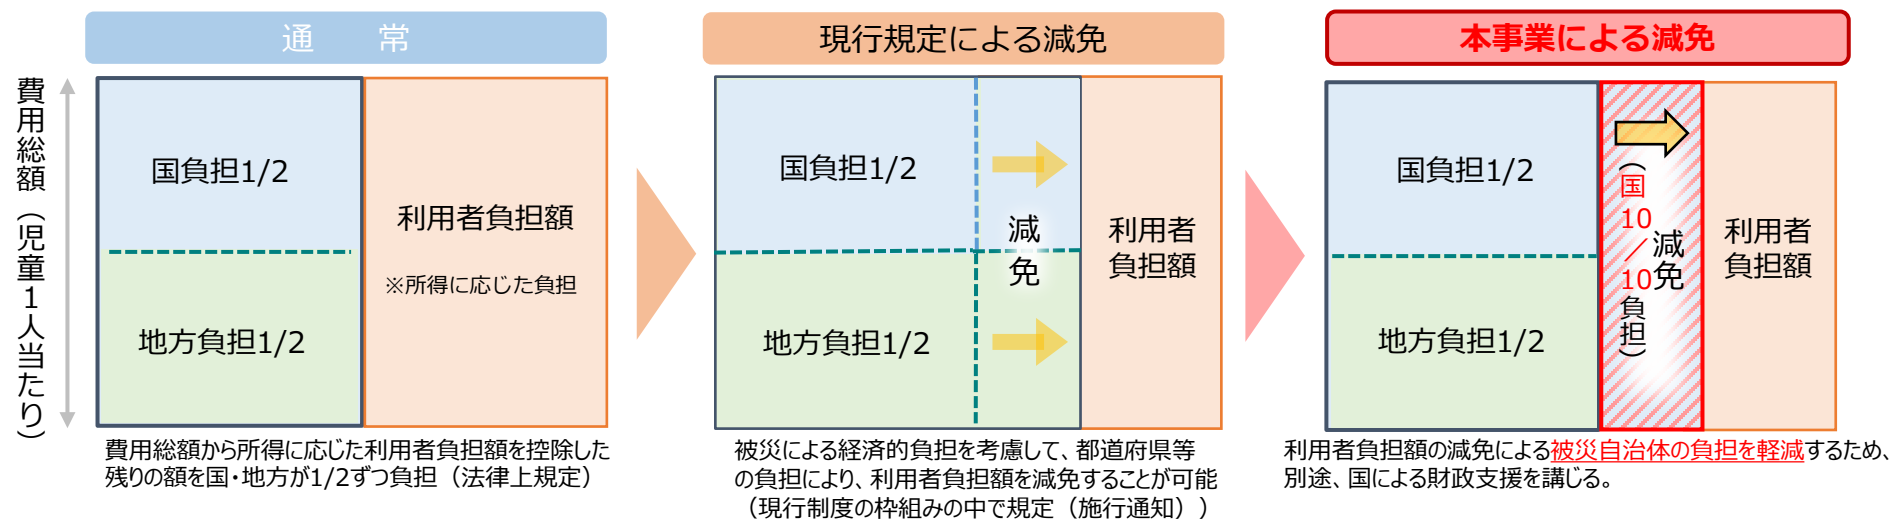 通 常
費用総額（児童１人当たり）
国負担1/2
地方負担1/2
利用者負担額
※所得に応じた負担
費用総額から所得に応じた利用者負担額を控除した
残りの額を国・地方が1/2ずつ負担（法律上規定）
現行規定による減免
国負担1/2
地方負担1/2
減免
利用者
負担額
被災による経済的負担を考慮して、都道府県等
の負担により、利用者負担額を減免することが可能
（現行制度の枠組みの中で規定（施行通知））
本事業による減免
国負担1/2
地方負担1/2
減免
（国10／10負担）
利用者
負担額
利用者負担額の減免による被災自治体の負担を軽減するため、
別途、国による財政支援を講じる。